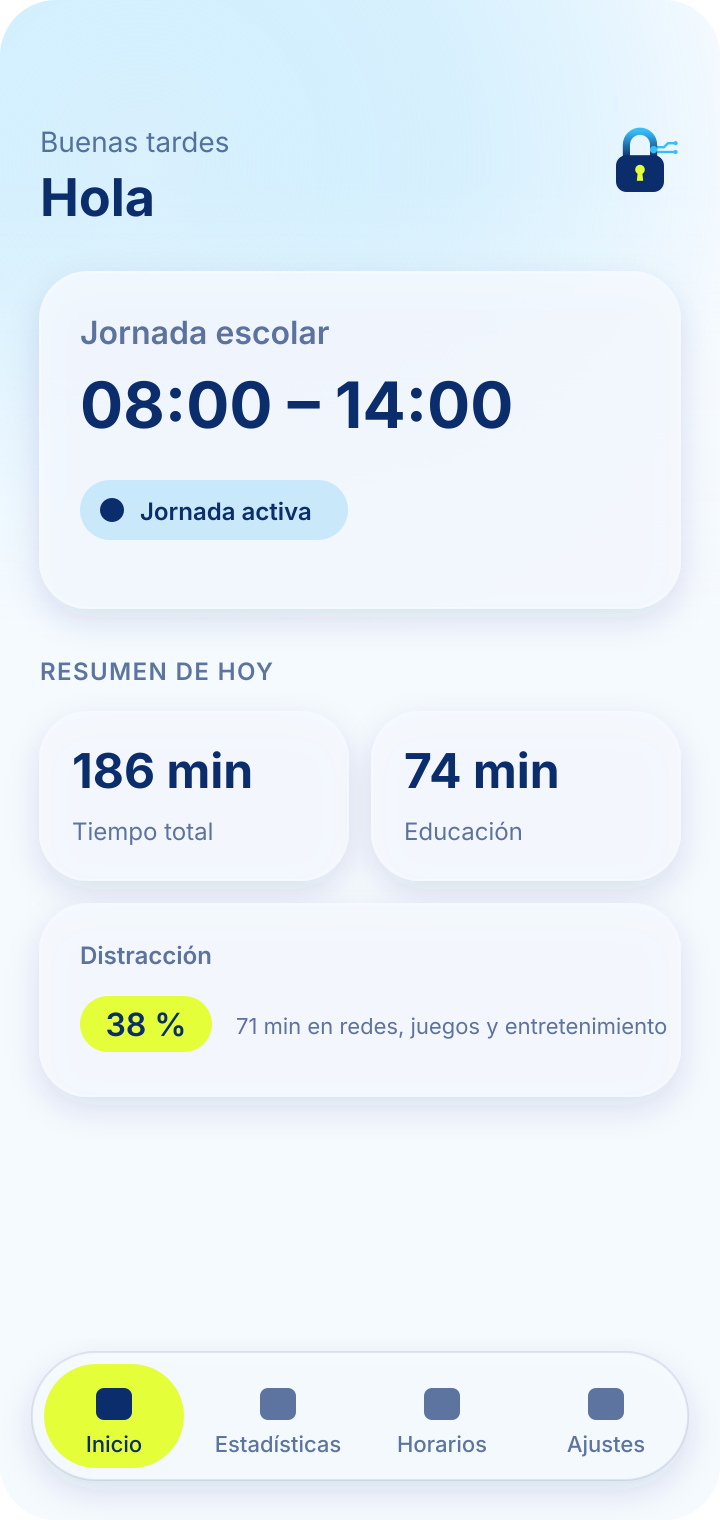 Buenas tardes
Hola
Jornada escolar
08:00 – 14:00
Jornada activa
RESUMEN DE HOY
186 min
Tiempo total
74 min
Educación
Distracción
38 %
71 min en redes, juegos y entretenimiento
Inicio
Estadísticas
Horarios
Ajustes